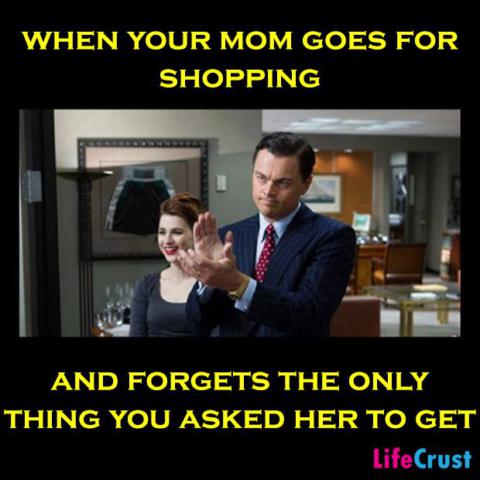 WHEN YOUR MOM GOES FOR
SHOPPING
AND FORGETS THE ONLY
THING YOU ASKED HER TO GET
LifeCrust